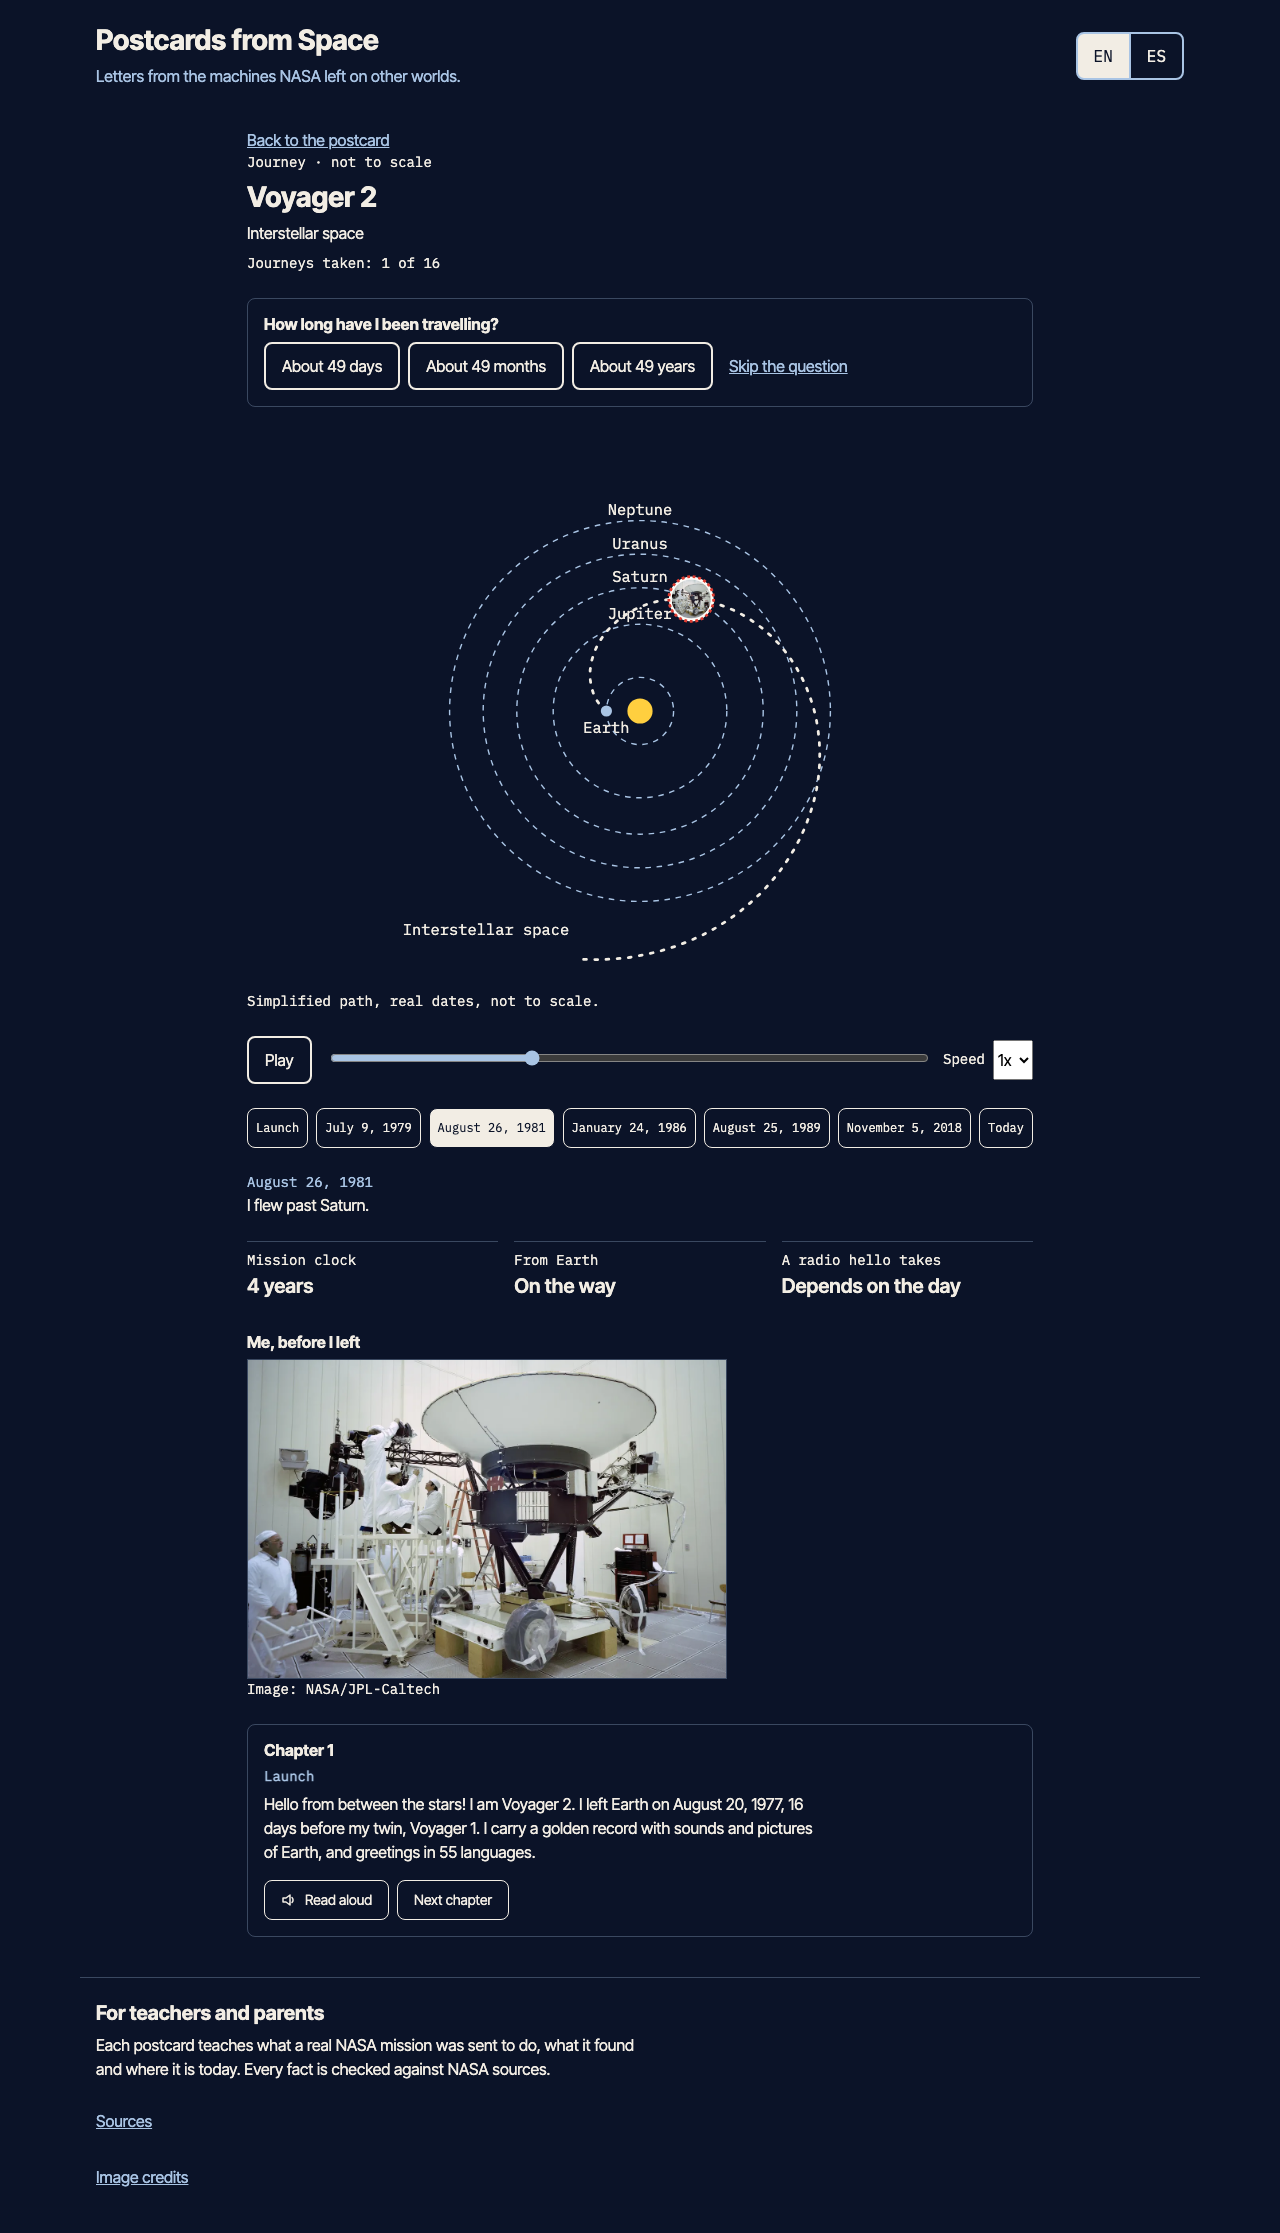 Postcards from Space
Letters from the machines NASA left on other worlds.
EN
ES
Back to the postcard
Journey · not to scale
Voyager 2
Interstellar space
Journeys taken: 1 of 16
How long have I been travelling?
About 49 days
About 49 months
About 49 years
Skip the question
Neptune
Uranus
Saturn
Jupiter
Earth
Interstellar space
Simplified path, real dates, not to scale.
Play
Speed
1x
Launch
July 9, 1979
August 26, 1981
January 24, 1986
August 25, 1989
November 5, 2018
Today
August 26, 1981
I flew past Saturn.
Mission clock
4 years
From Earth
On the way
A radio hello takes
Depends on the day
Me, before I left
Image: NASA/JPL-Caltech
Chapter 1
Launch
Hello from between the stars! I am Voyager 2. I left Earth on August 20, 1977, 16
days before my twin, Voyager 1. I carry a golden record with sounds and pictures
of Earth, and greetings in 55 languages.
Read aloud
Next chapter
For teachers and parents
Each postcard teaches what a real NASA mission was sent to do, what it found
and where it is today. Every fact is checked against NASA sources.
Sources
Image credits